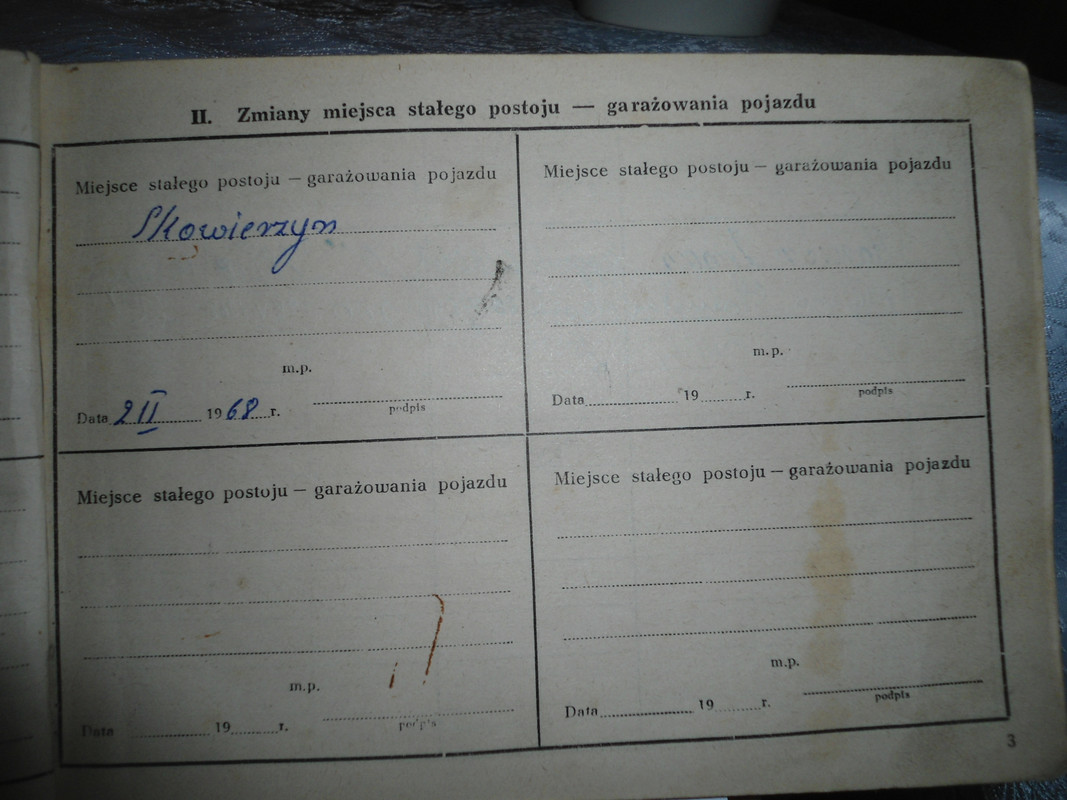 II. Zmiany miejsca stałego postoju — garażowania pojazdu
Miejsce stałego postoju — garażowania pojazdu
Skowierzyn
m.p.
Data 2 II 1968 r.
podpis
Miejsce stałego postoju — garażowania pojazdu
m.p.
Data 19 r.
podpis
Miejsce stałego postoju — garażowania pojazdu
m.p.
Data 19 r.
podpis
Miejsce stałego postoju — garażowania pojazdu
m.p.
Data 19 r.
podpis
3